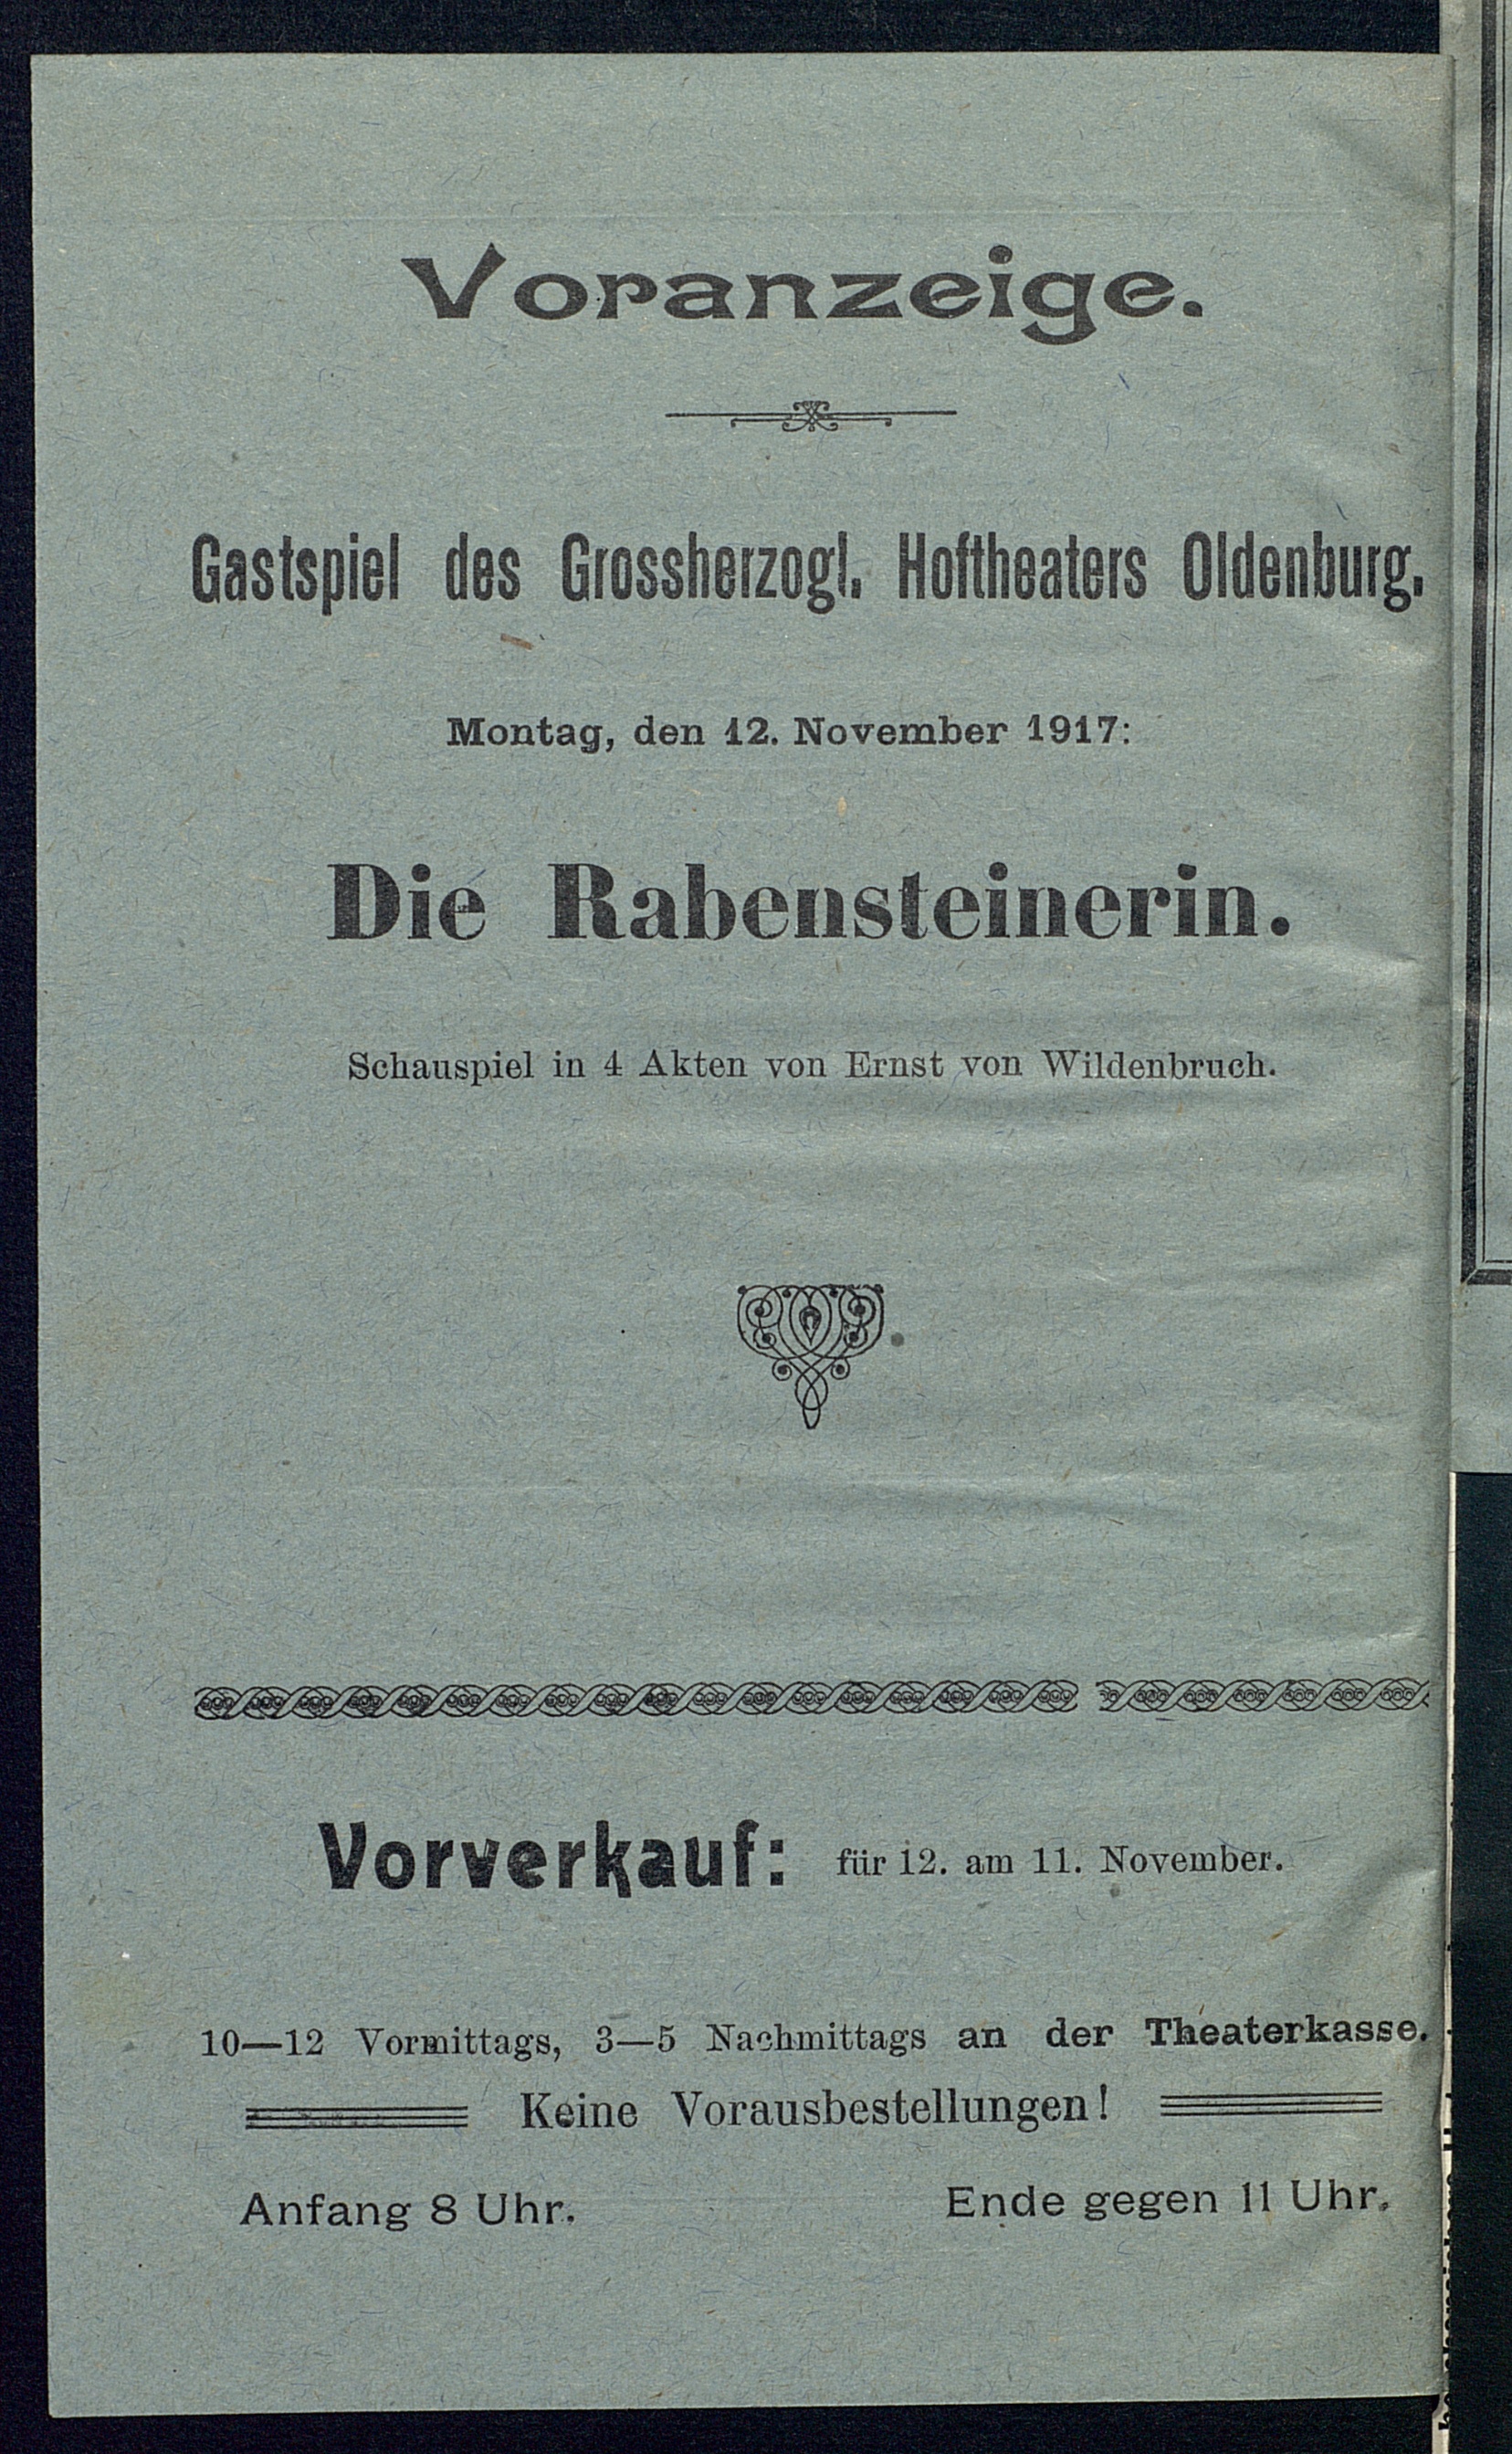 Voranzeige.
Gastspiel des Grossherzogl. Hoftheaters Oldenburg.
Montag, den 12. November 1917:
Die Rabensteinerin.
Schauspiel in 4 Akten von Ernst von Wildenbruch.
Vorverkauf: für 12. am 11. November.
10—12 Vormittags, 3—5 Nachmittags an der Theaterkasse.
Keine Vorausbestellungen!
Anfang 8 Uhr. Ende gegen 11 Uhr.